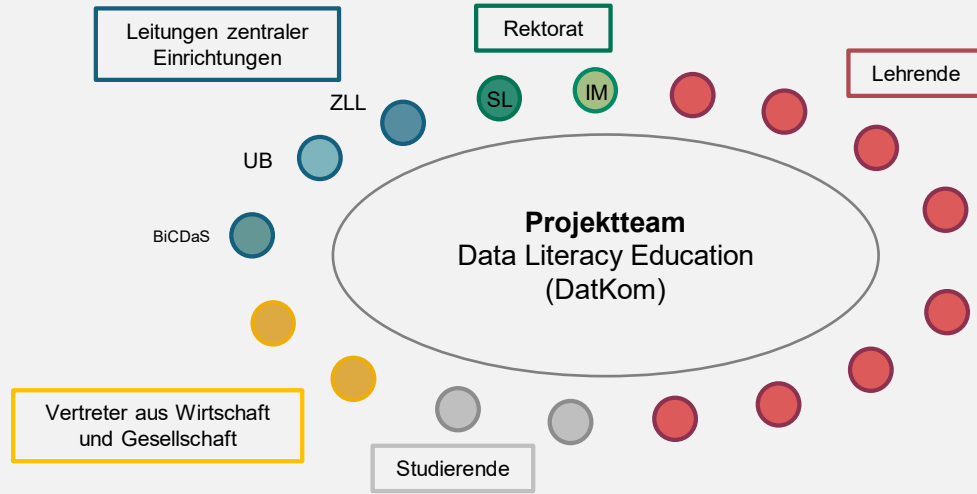 Leitungen zentraler
Einrichtungen
Rektorat
Lehrende
ZLL
SL
IM
UB
BiCDaS
Projektteam
Data Literacy Education
(DatKom)
Vertreter aus Wirtschaft
und Gesellschaft
Studierende